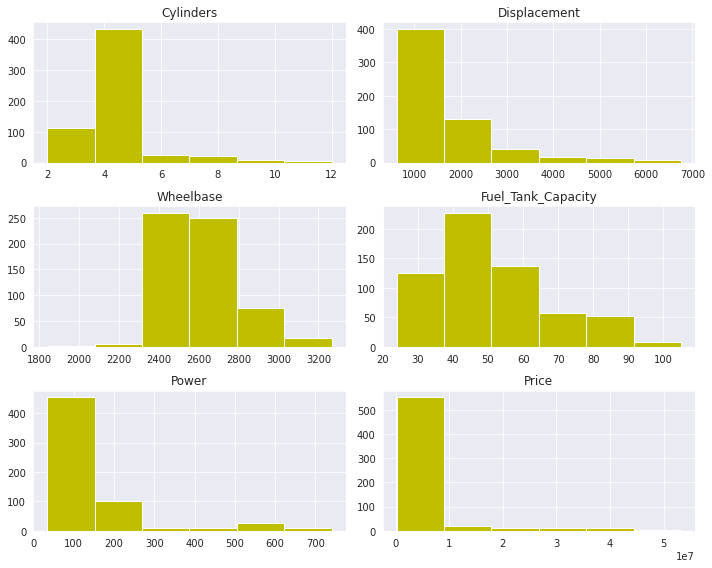 Cylinders
400
300
200
100
0
2 4 6 8 10 12
Displacement
400
300
200
100
0
1000 2000 3000 4000 5000 6000 7000
Wheelbase
250
200
150
100
50
0
1800 2000 2200 2400 2600 2800 3000 3200
Fuel_Tank_Capacity
200
150
100
50
0
20 30 40 50 60 70 80 90 100
Power
400
300
200
100
0
0 100 200 300 400 500 600 700
Price
500
400
300
200
100
0
0 1 2 3 4 5
1e7